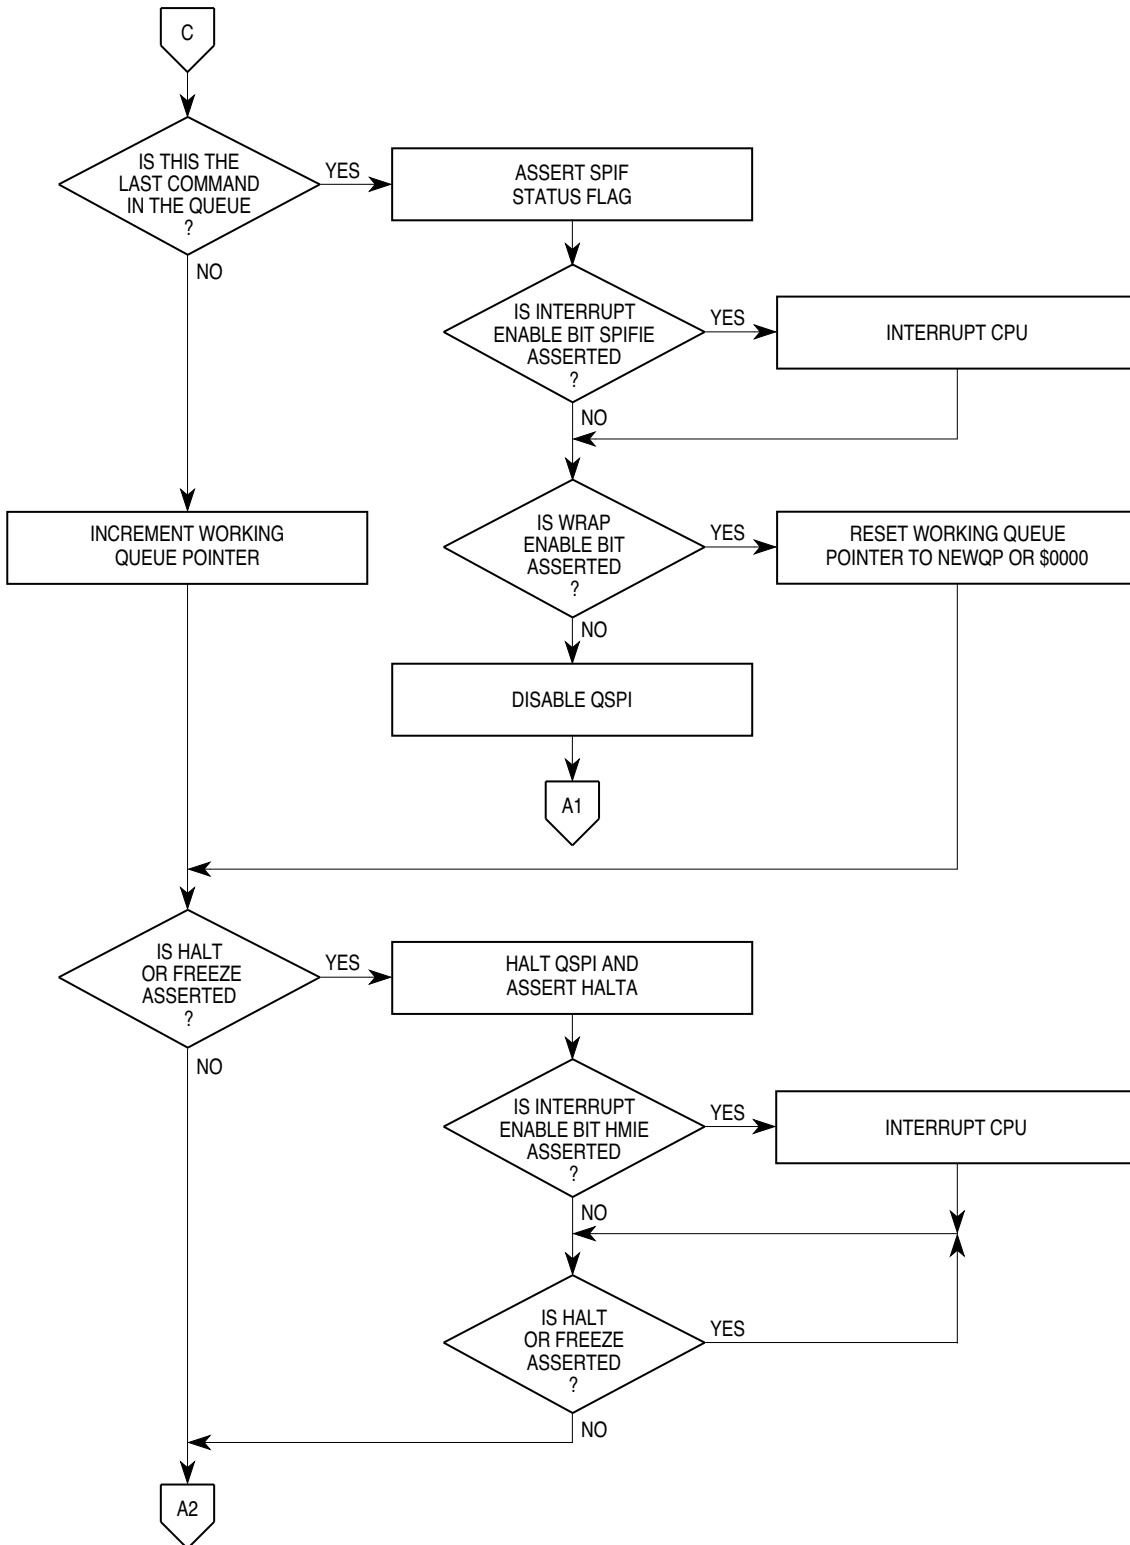 C
IS THIS THE
LAST COMMAND
IN THE QUEUE
?
YES
NO
ASSERT SPIF
STATUS FLAG
IS INTERRUPT
ENABLE BIT SPIFIE
ASSERTED
?
YES
NO
INTERRUPT CPU
INCREMENT WORKING
QUEUE POINTER
IS WRAP
ENABLE BIT
ASSERTED
?
YES
NO
RESET WORKING QUEUE
POINTER TO NEWQP OR $0000
DISABLE QSPI
A1
IS HALT
OR FREEZE
ASSERTED
?
YES
NO
HALT QSPI AND
ASSERT HALTA
IS INTERRUPT
ENABLE BIT HMIE
ASSERTED
?
YES
NO
INTERRUPT CPU
IS HALT
OR FREEZE
ASSERTED
?
YES
NO
A2